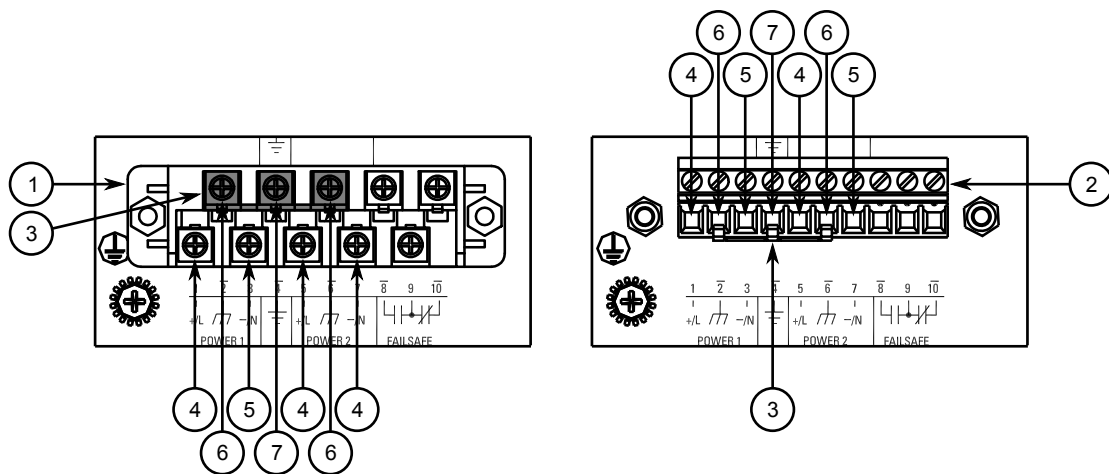 6 7 6
4 5 4 5
1
3
2
1 2 3 4 5 6 7 8 9 10
+/L –/N +/L –/N
POWER 1 POWER 2 FAILSAFE
1 2 3 4 5 6 7 8 9 10
+/L –/N +/L –/N
POWER 1 POWER 2 FAILSAFE
4 5 4 4
6 7 6
3